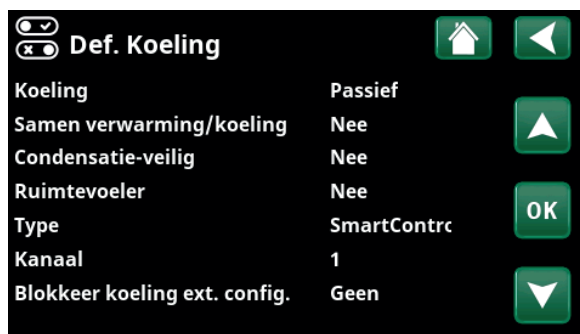 Def. Koeling
Koeling Passief
Samen verwarming/koeling Nee
Condensatie-veilig Nee
Ruimtevoeler Nee
Type SmartContrc
Kanaal 1
Blokkeer koeling ext. config. Geen
OK